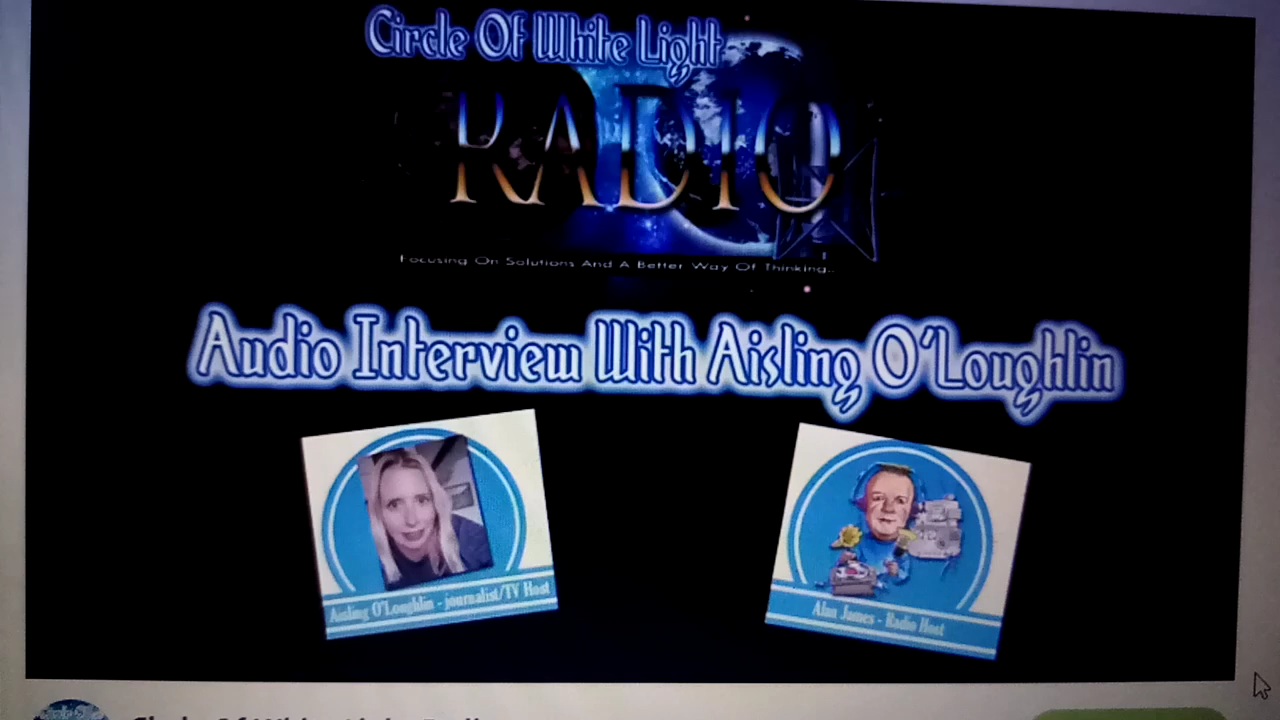 Circle Of White Light
RADIO
Focusing On Solutions And A Better Way Of Thinking..
Audio Interview With Aisling O'Loughlin
Aisling O'Loughlin - journalist/TV Host
Alan James - Radio Host